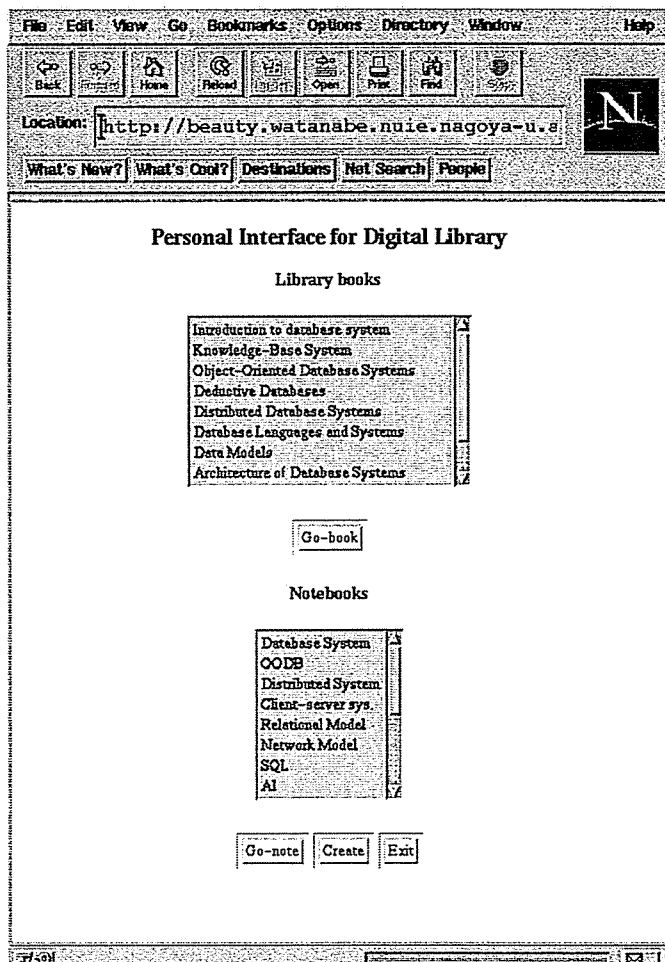 File Edit View Go Bookmarks Options Directory Window Help
Back Home Reload Open Print Find
Location: http://beauty.watanabe.nuie.nagoya-u.a
N
What's New? What's Cool? Destinations Net Search People
Personal Interface for Digital Library
Library books
Introduction to database system
Knowledge-Base System
Object-Oriented Database Systems
Deductive Databases
Distributed Database Systems
Database Languages and Systems
Data Models
Architecture of Database Systems
Go-book
Notebooks
Database System
OODB
Distributed System
Client-server sys.
Relational Model
Network Model
SQL
AI
Go-note Create Exit